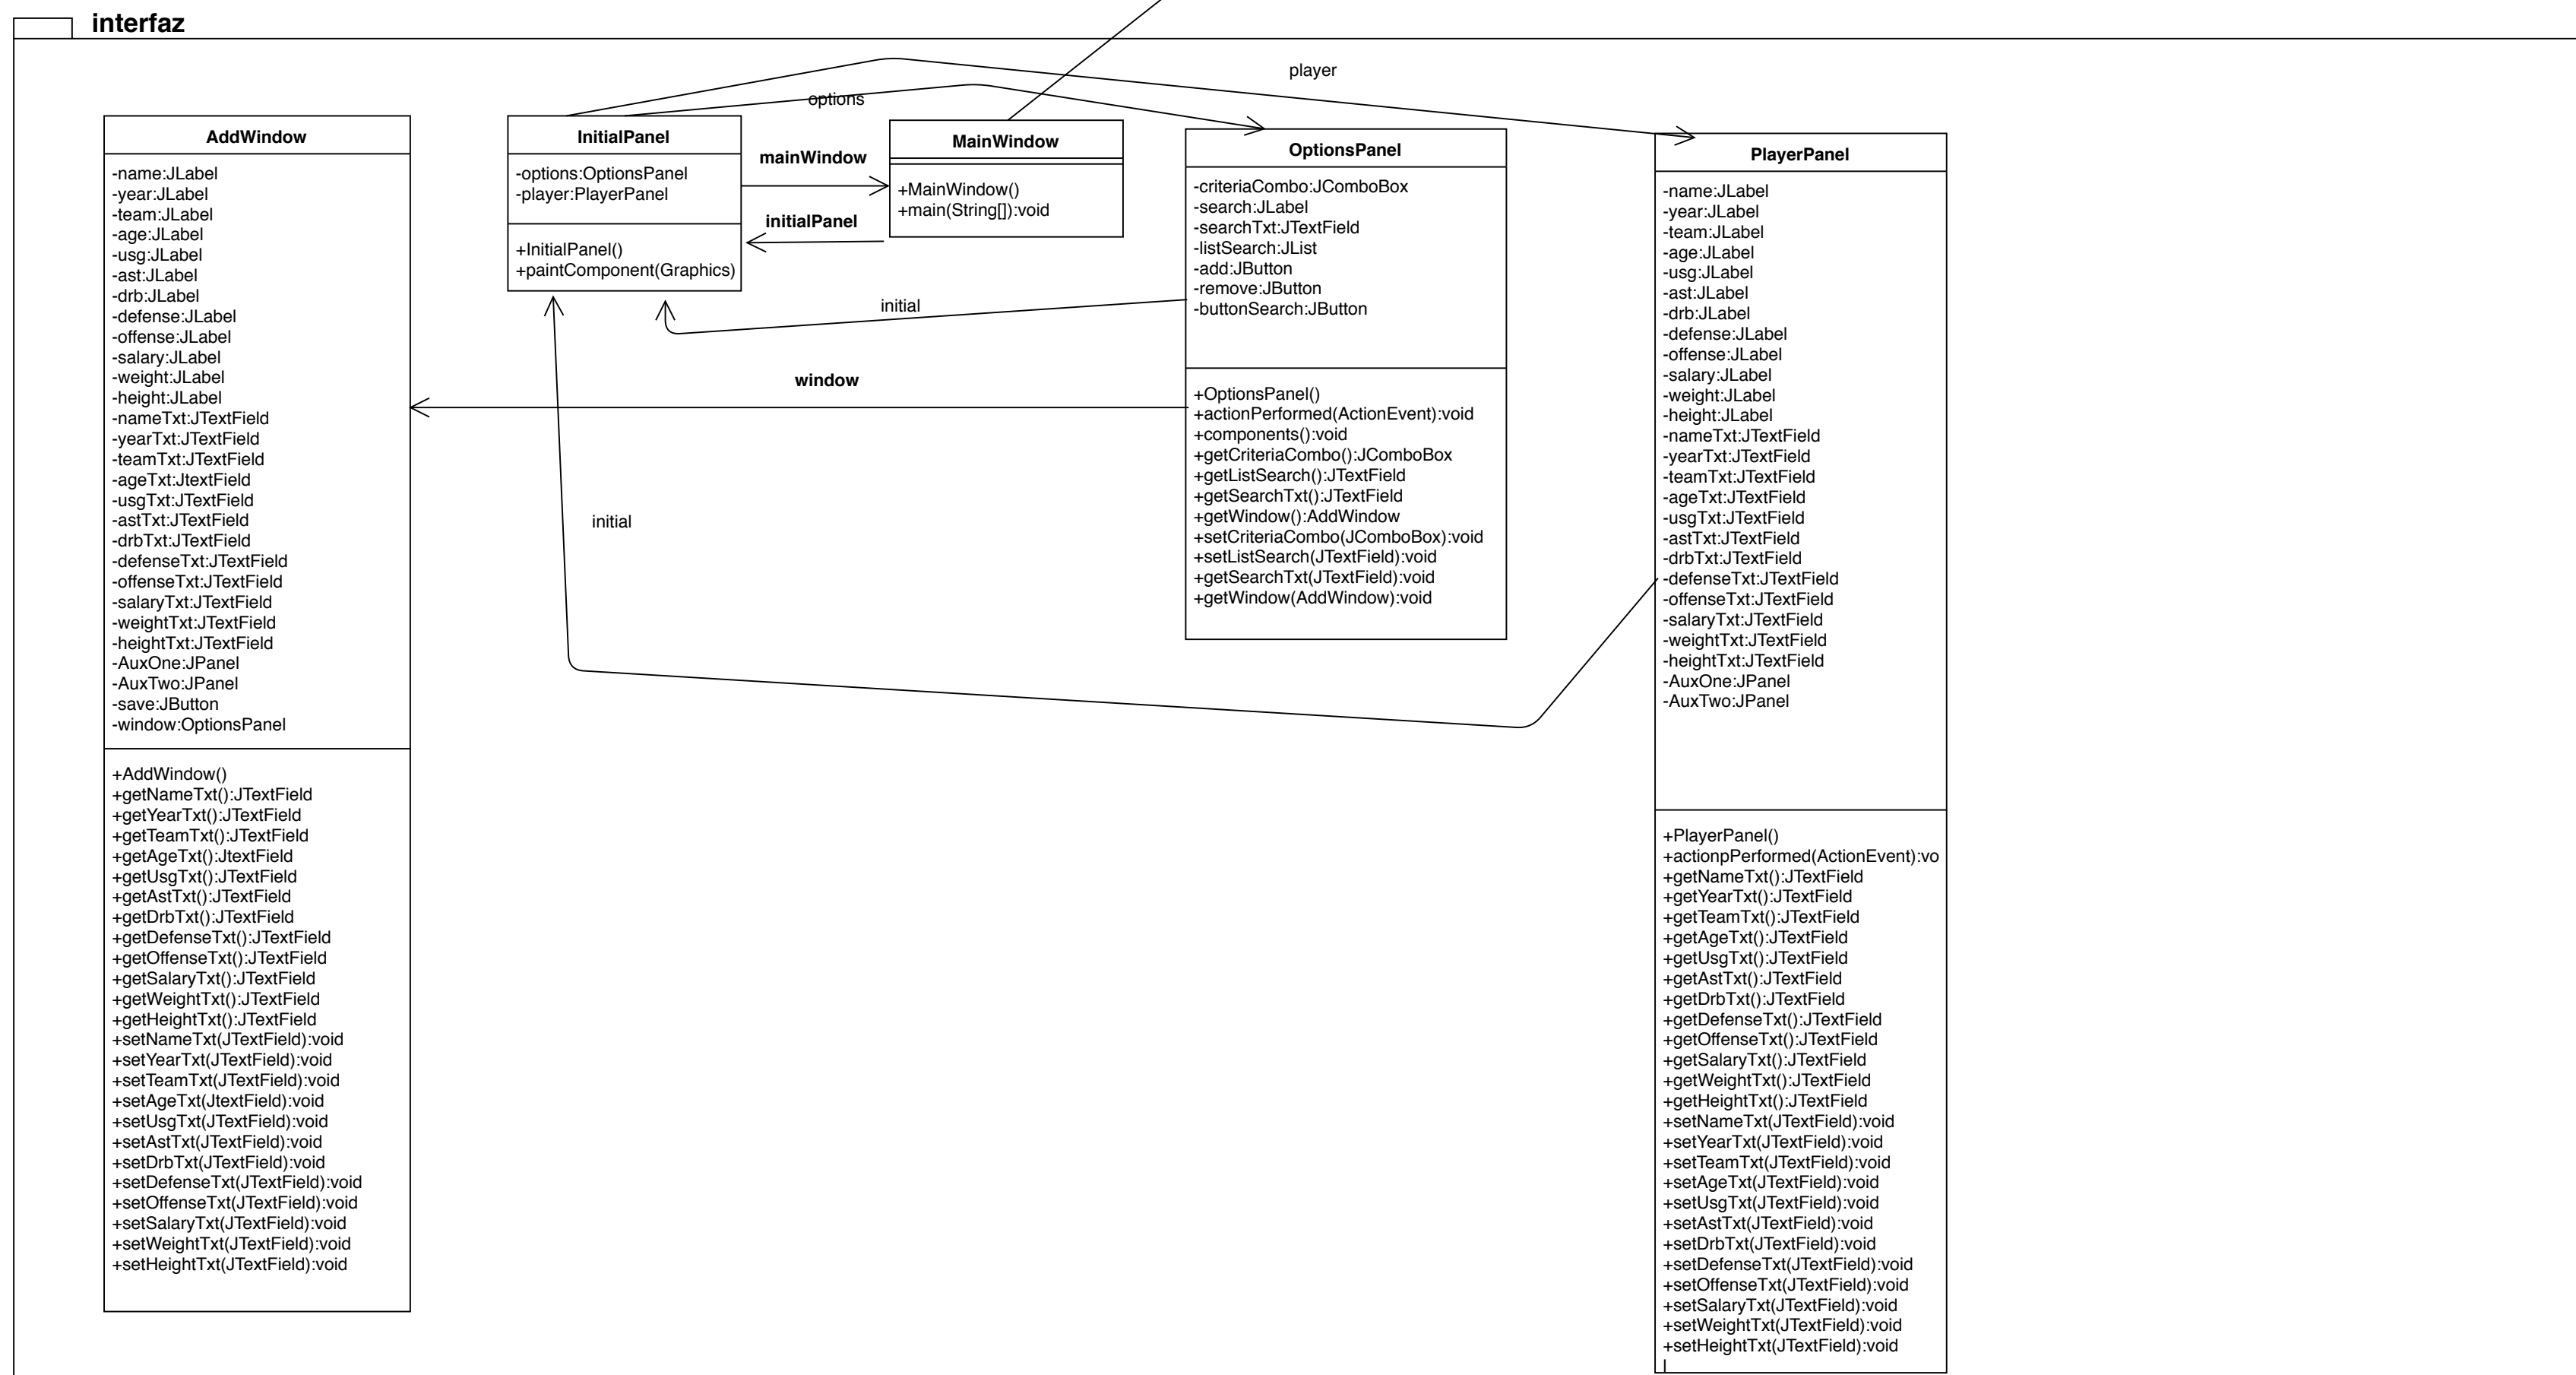 interfaz
player
options
AddWindow
-name:JLabel
-year:JLabel
-team:JLabel
-age:JLabel
-usg:JLabel
-ast:JLabel
-drb:JLabel
-defense:JLabel
-offense:JLabel
-salary:JLabel
-weight:JLabel
-height:JLabel
-nameTxt:JTextField
-yearTxt:JTextField
-teamTxt:JTextField
-ageTxt:JtextField
-usgTxt:JTextField
-astTxt:JTextField
-drbTxt:JTextField
-defenseTxt:JTextField
-offenseTxt:JTextField
-salaryTxt:JTextField
-weightTxt:JTextField
-heightTxt:JTextField
-AuxOne:JPanel
-AuxTwo:JPanel
-save:JButton
-window:OptionsPanel
+AddWindow()
+getNameTxt():JTextField
+getYearTxt():JTextField
+getTeamTxt():JTextField
+getAgeTxt():JtextField
+getUsgTxt():JTextField
+getAstTxt():JTextField
+getDrbTxt():JTextField
+getDefenseTxt():JTextField
+getOffenseTxt():JTextField
+getSalaryTxt():JTextField
+getWeightTxt():JTextField
+getHeightTxt():JTextField
+setNameTxt(JTextField):void
+setYearTxt(JTextField):void
+setTeamTxt(JTextField):void
+setAgeTxt(JtextField):void
+setUsgTxt(JTextField):void
+setAstTxt(JTextField):void
+setDrbTxt(JTextField):void
+setDefenseTxt(JTextField):void
+setOffenseTxt(JTextField):void
+setSalaryTxt(JTextField):void
+setWeightTxt(JTextField):void
+setHeightTxt(JTextField):void
InitialPanel
-options:OptionsPanel
-player:PlayerPanel
+InitialPanel()
+paintComponent(Graphics)
mainWindow
initialPanel
MainWindow
+MainWindow()
+main(String[]):void
initial
window
initial
OptionsPanel
-criteriaCombo:JComboBox
-search:JLabel
-searchTxt:JTextField
-listSearch:JList
-add:JButton
-remove:JButton
-buttonSearch:JButton
+OptionsPanel()
+actionPerformed(ActionEvent):void
+components():void
+getCriteriaCombo():JComboBox
+getListSearch():JTextField
+getSearchTxt():JTextField
+getWindow():AddWindow
+setCriteriaCombo(JComboBox):void
+setListSearch(JTextField):void
+getSearchTxt(JTextField):void
+getWindow(AddWindow):void
PlayerPanel
-name:JLabel
-year:JLabel
-team:JLabel
-age:JLabel
-usg:JLabel
-ast:JLabel
-drb:JLabel
-defense:JLabel
-offense:JLabel
-salary:JLabel
-weight:JLabel
-height:JLabel
-nameTxt:JTextField
-yearTxt:JTextField
-teamTxt:JTextField
-ageTxt:JTextField
-usgTxt:JTextField
-astTxt:JTextField
-drbTxt:JTextField
-defenseTxt:JTextField
-offenseTxt:JTextField
-salaryTxt:JTextField
-weightTxt:JTextField
-heightTxt:JTextField
-AuxOne:JPanel
-AuxTwo:JPanel
+PlayerPanel()
+actionpPerformed(ActionEvent):vo
+getNameTxt():JTextField
+getYearTxt():JTextField
+getTeamTxt():JTextField
+getAgeTxt():JTextField
+getUsgTxt():JTextField
+getAstTxt():JTextField
+getDrbTxt():JTextField
+getDefenseTxt():JTextField
+getOffenseTxt():JTextField
+getSalaryTxt():JTextField
+getWeightTxt():JTextField
+getHeightTxt():JTextField
+setNameTxt(JTextField):void
+setYearTxt(JTextField):void
+setTeamTxt(JTextField):void
+setAgeTxt(JTextField):void
+setUsgTxt(JTextField):void
+setAstTxt(JTextField):void
+setDrbTxt(JTextField):void
+setDefenseTxt(JTextField):void
+setOffenseTxt(JTextField):void
+setSalaryTxt(JTextField):void
+setWeightTxt(JTextField):void
+setHeightTxt(JTextField):void